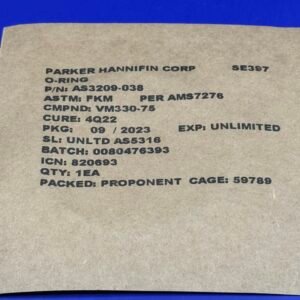 PARKER HANNIFIN CORP SE397
O-RING
P/N: AS3209-038
ASTM: FKM PER AMS7276
CMPND: VM330-75
CURE: 4Q22
PKG: 09 / 2023 EXP: UNLIMITED
SL: UNLTD AS5316
BATCH: 0080476393
ICN: 820693
QTY: 1EA
PACKED: PROPONENT CAGE: 59789